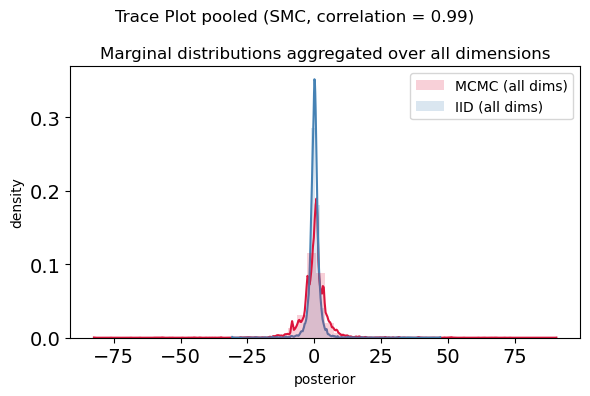 Trace Plot pooled (SMC, correlation = 0.99)
Marginal distributions aggregated over all dimensions
MCMC (all dims)
IID (all dims)
density
0.3
0.2
0.1
0.0
−75
−50
−25
0
25
50
75
posterior